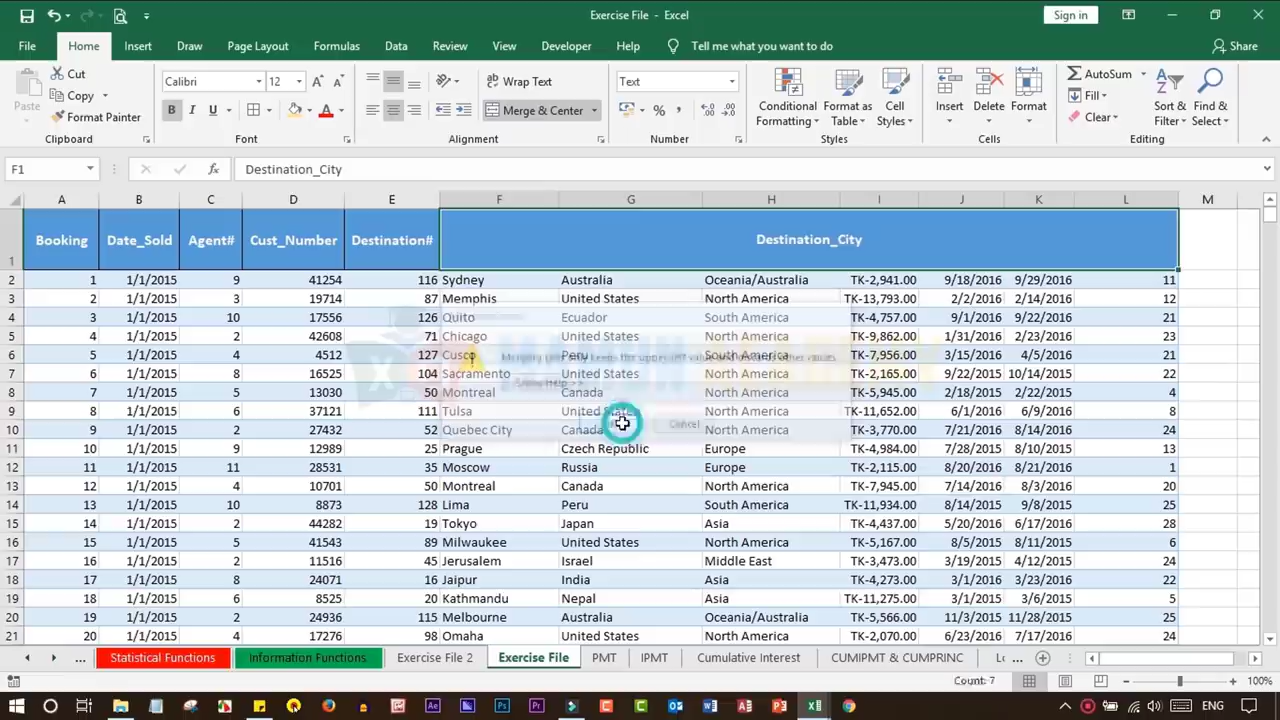 Exercise File - Excel
Sign in
File Home Insert Draw Page Layout Formulas Data Review View Developer Help Tell me what you want to do Share
Paste Cut Copy Format Painter Clipboard
Calibri 12 B I U Font
Wrap Text Merge & Center Alignment
Text % Number
Conditional Formatting Format as Table Cell Styles Styles
Insert Delete Format Cells
AutoSum Fill Clear Sort & Filter Find & Select Editing
F1 fx Destination_City
A B C D E F G H I J K L M
1 Booking Date_Sold Agent# Cust_Number Destination# Destination_City
2 1 1/1/2015 9 41254 116 Sydney Australia Oceania/Australia TK-2,941.00 9/18/2016 9/29/2016 11
3 2 1/1/2015 3 19714 87 Memphis United States North America TK-13,793.00 2/2/2016 2/14/2016 12
4 3 1/1/2015 10 17556 126 Quito Ecuador South America TK-4,757.00 9/1/2016 9/22/2016 21
5 4 1/1/2015 2 42608 71 Chicago United States North America TK-9,862.00 1/31/2016 2/23/2016 23
6 5 1/1/2015 4 4512 127 Cusco Peru South America TK-7,956.00 3/15/2016 4/5/2016 21
7 6 1/1/2015 8 16525 104 Sacramento United States North America TK-2,165.00 9/22/2015 10/14/2015 22
8 7 1/1/2015 5 13030 50 Montreal Canada North America TK-5,945.00 2/18/2015 2/22/2015 4
9 8 1/1/2015 6 37121 111 Tulsa United States North America TK-11,652.00 6/1/2016 6/9/2016 8
10 9 1/1/2015 2 27432 52 Quebec City Canada North America TK-3,770.00 7/21/2016 8/14/2016 24
Cancel
11 10 1/1/2015 9 12989 25 Prague Czech Republic Europe TK-4,984.00 7/28/2015 8/10/2015 13
12 11 1/1/2015 11 28531 35 Moscow Russia Europe TK-2,115.00 8/20/2016 8/21/2016 1
13 12 1/1/2015 4 10701 50 Montreal Canada North America TK-7,945.00 7/14/2016 8/3/2016 20
14 13 1/1/2015 10 8873 128 Lima Peru South America TK-11,934.00 8/14/2015 9/8/2015 25
15 14 1/1/2015 2 44282 19 Tokyo Japan Asia TK-4,437.00 5/20/2016 6/17/2016 28
16 15 1/1/2015 5 41543 89 Milwaukee United States North America TK-5,167.00 8/5/2015 8/11/2015 6
17 16 1/1/2015 2 11516 45 Jerusalem Israel Middle East TK-3,473.00 3/19/2015 4/12/2015 24
18 17 1/1/2015 8 24071 16 Jaipur India Asia TK-4,273.00 3/1/2016 3/23/2016 22
19 18 1/1/2015 6 8525 20 Kathmandu Nepal Asia TK-11,275.00 3/1/2015 3/6/2015 5
20 19 1/1/2015 2 24936 115 Melbourne Australia Oceania/Australia TK-5,566.00 11/3/2015 11/28/2015 25
21 20 1/1/2015 4 17276 98 Omaha United States North America TK-2,070.00 6/23/2016 7/17/2016 24
... Statistical Functions Information Functions Exercise File 2 Exercise File PMT IPMT Cumulative Interest CUMIPMT & CUMPRINC Lo ...
Count: 7 100%
ENG